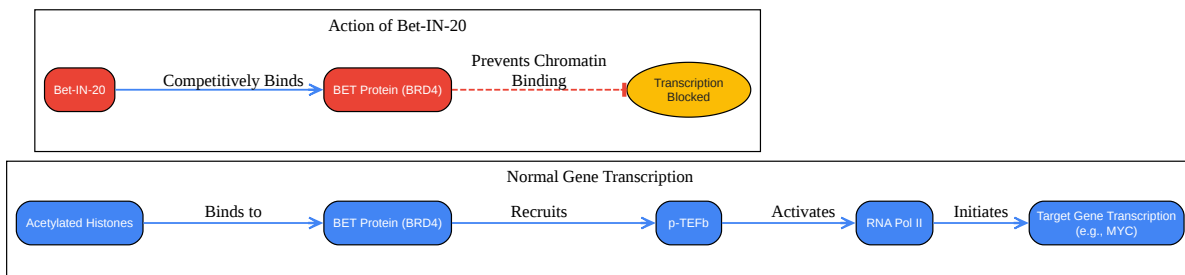 Action of Bet-IN-20
Bet-IN-20
Competitively Binds
BET Protein (BRD4)
Prevents Chromatin
Binding
Transcription
Blocked
Normal Gene Transcription
Acetylated Histones
Binds to
BET Protein (BRD4)
Recruits
p-TEFb
Activates
RNA Pol II
Initiates
Target Gene Transcription
(e.g., MYC)